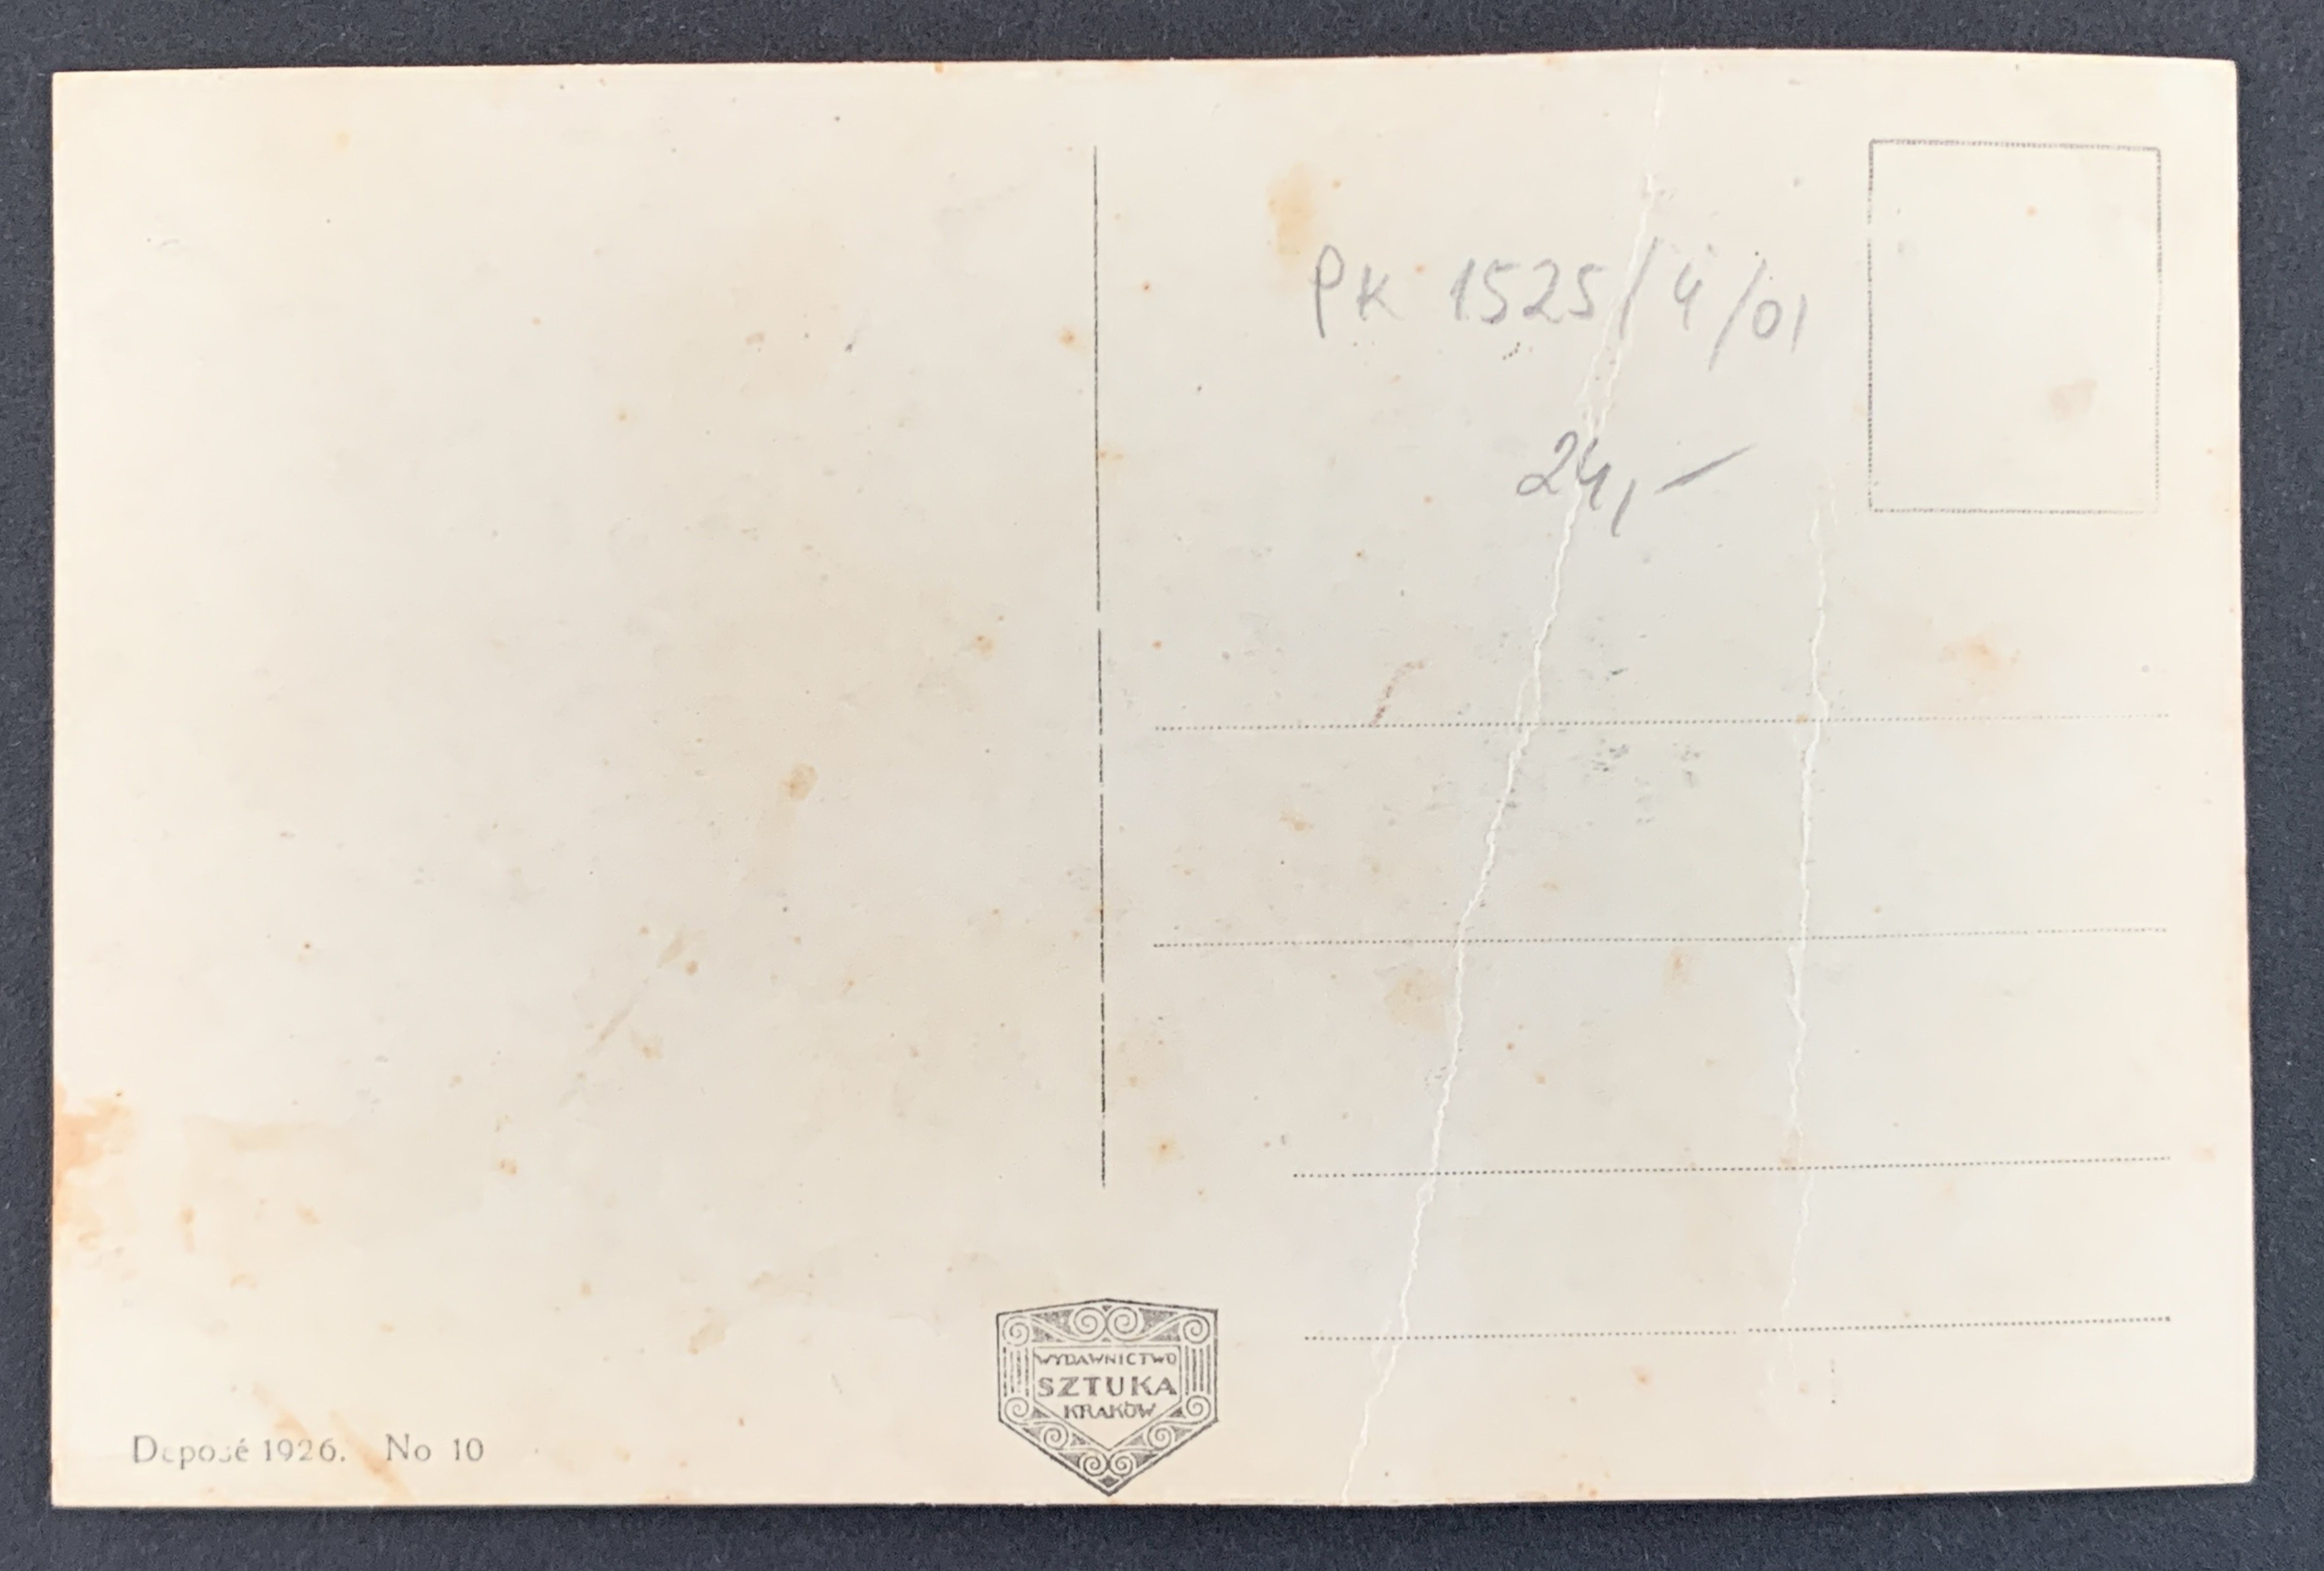 PK 1525/4/01
24,-
WYDAWNICTWO
SZTUKA
KRAKÓW
Deposé 1926. No 10